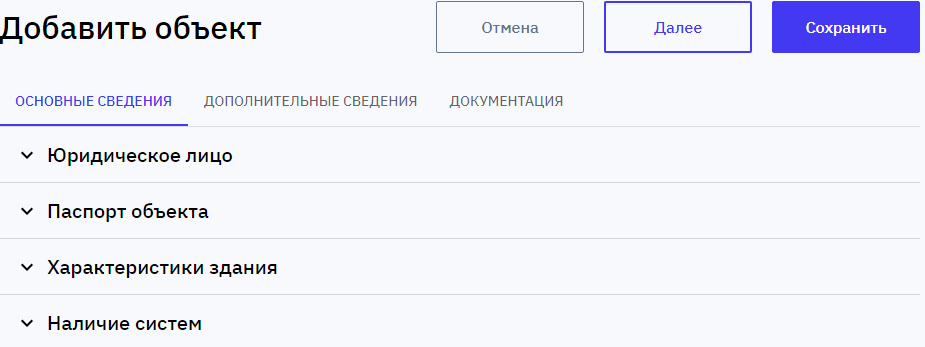 Добавить объект
Отмена
Далее
Сохранить
ОСНОВНЫЕ СВЕДЕНИЯ
ДОПОЛНИТЕЛЬНЫЕ СВЕДЕНИЯ
ДОКУМЕНТАЦИЯ
Юридическое лицо
Паспорт объекта
Характеристики здания
Наличие систем